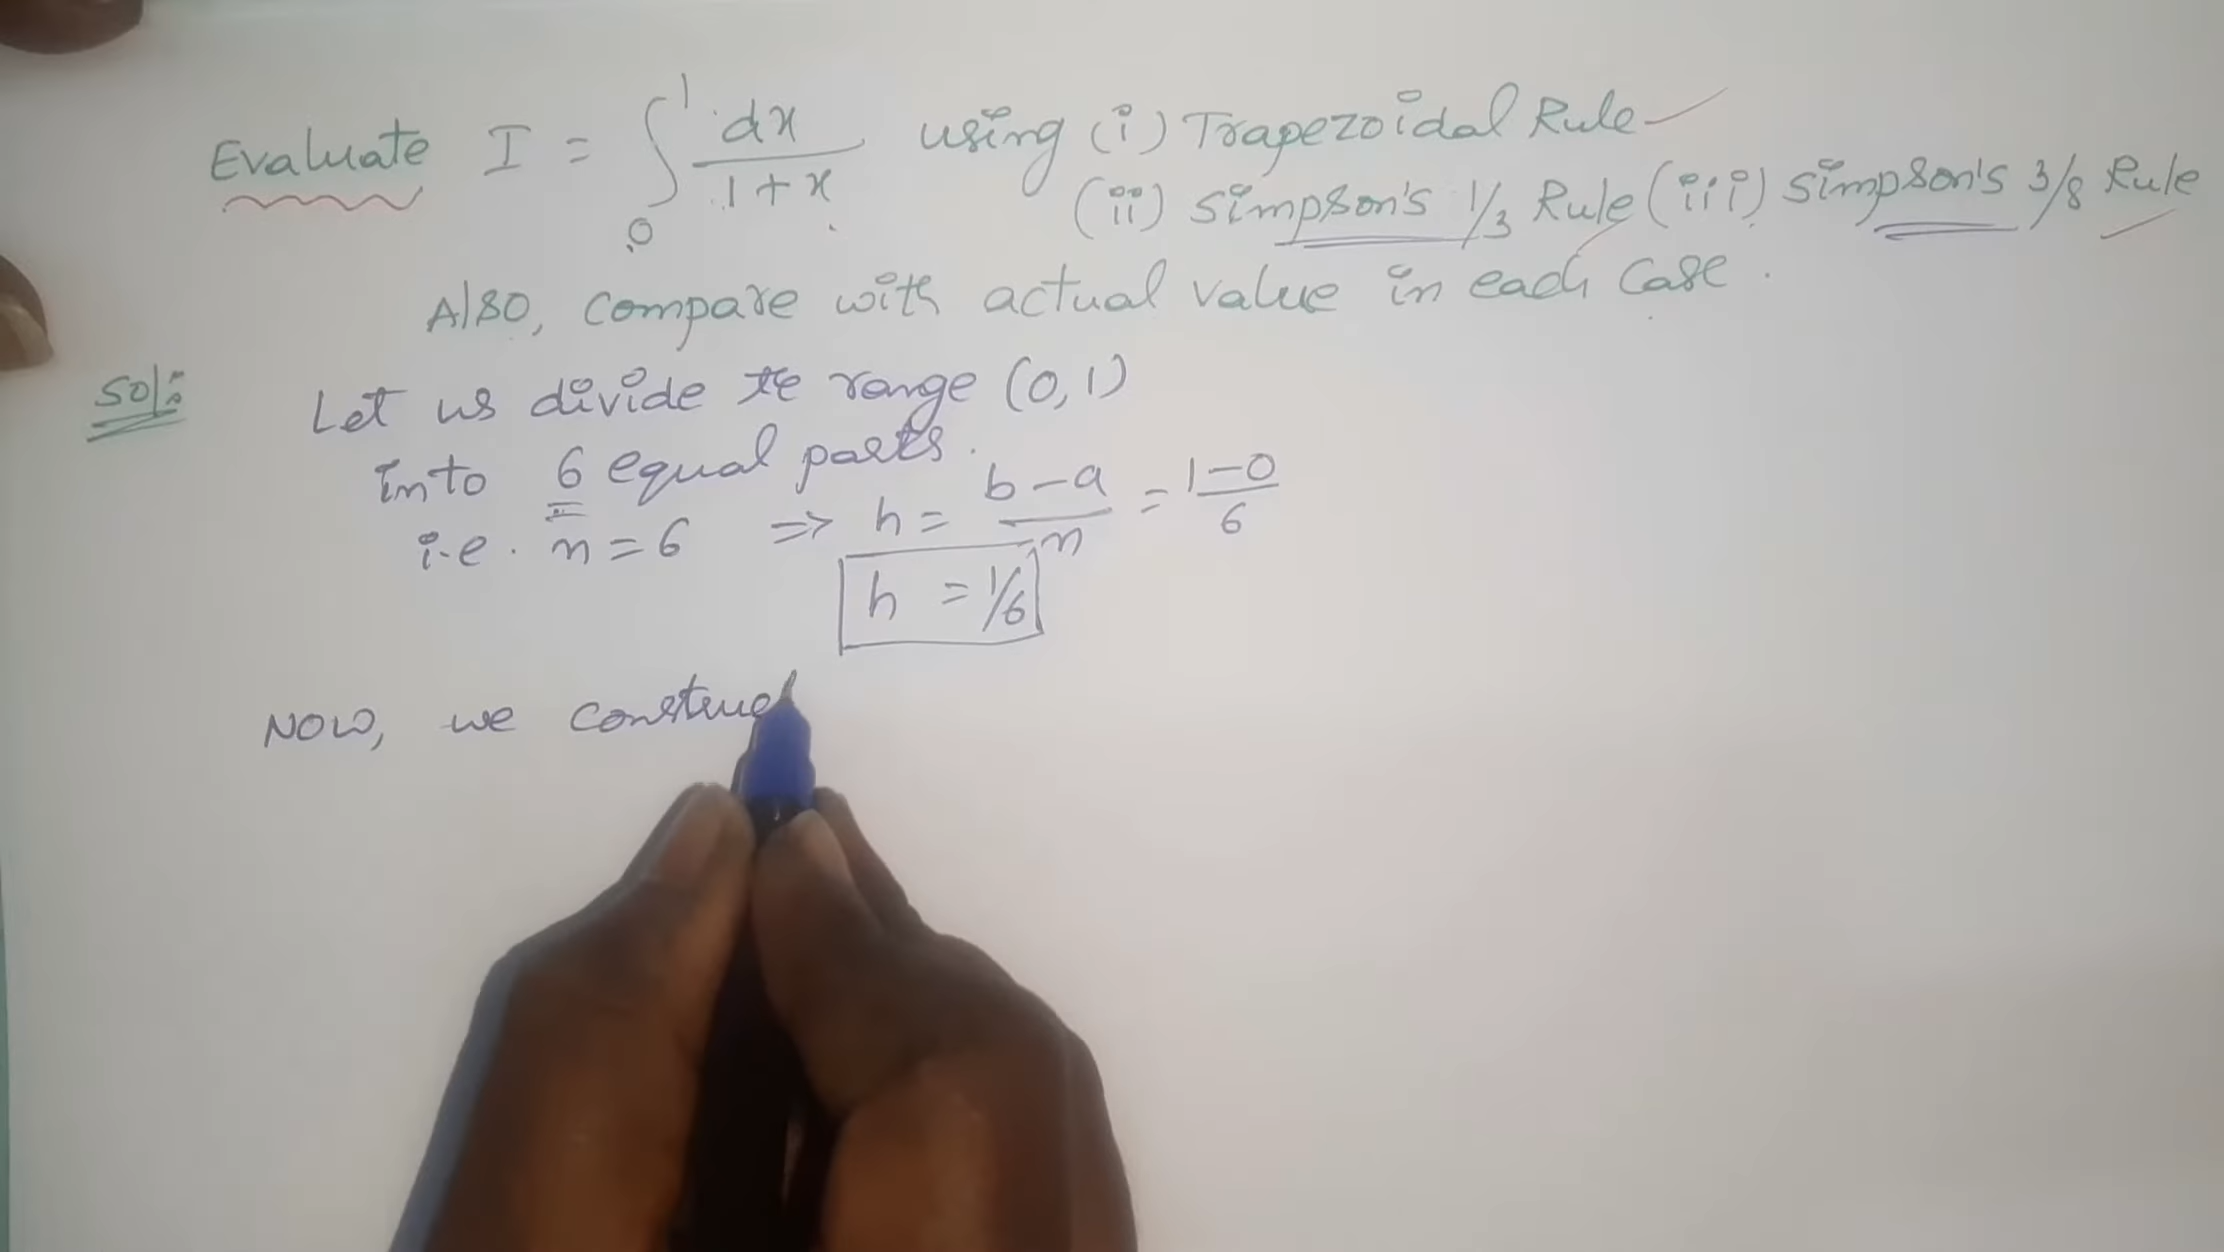 Evaluate I = ∫₀¹ dx/(1+x) using (i) Trapezoidal Rule
(ii) Simpson's 1/3 Rule (iii) Simpson's 3/8 Rule
Also, compare with actual value in each case.
Sol:
Let us divide the range (0,1)
into 6 equal parts.
i.e. n=6 => h = (b-a)/n = (1-0)/6
h = 1/6
Now, we construc